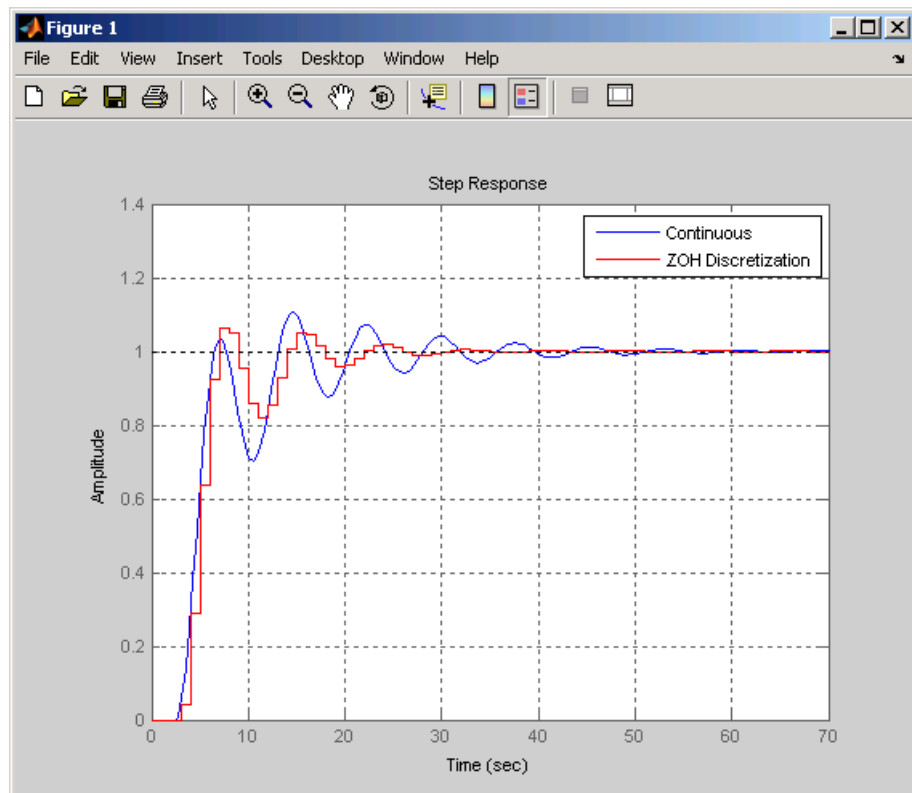 Figure 1
File Edit View Insert Tools Desktop Window Help
Step Response
1.4
1.2
1
0.8
0.6
0.4
0.2
0
Amplitude
Continuous
ZOH Discretization
0 10 20 30 40 50 60 70
Time (sec)